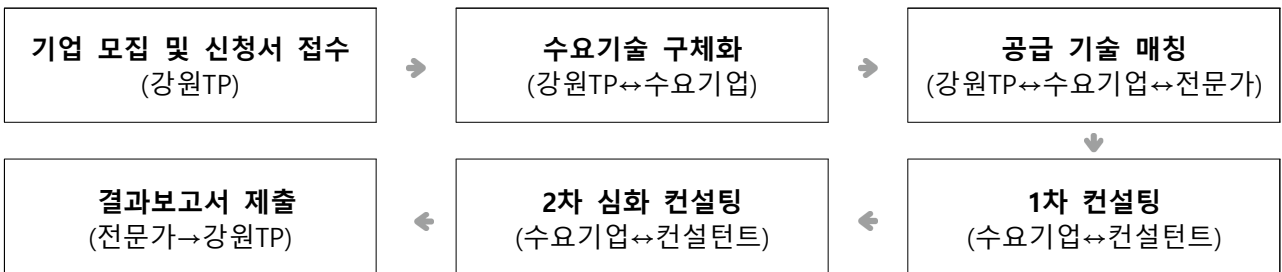 기업 모집 및 신청서 접수
(강원TP)
수요기술 구체화
(강원TP↔수요기업)
공급 기술 매칭
(강원TP↔수요기업↔전문가)
1차 컨설팅
(수요기업↔컨설턴트)
2차 심화 컨설팅
(수요기업↔컨설턴트)
결과보고서 제출
(전문가→강원TP)